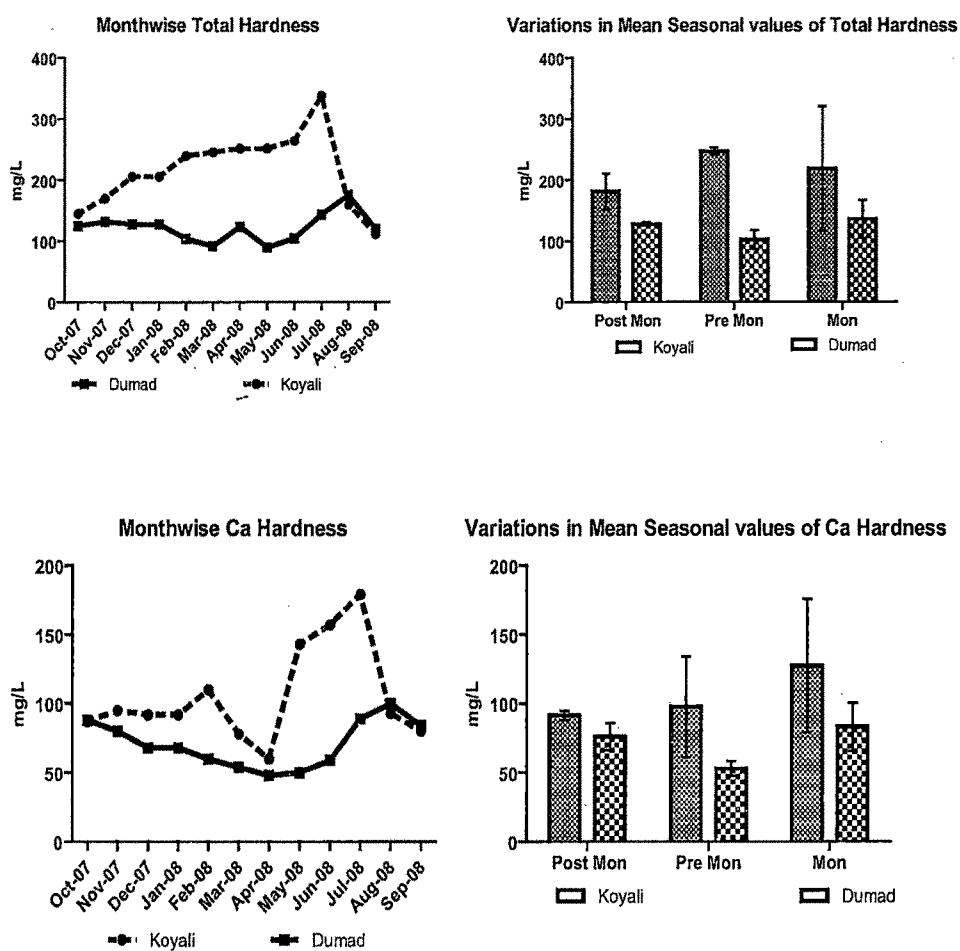 Monthwise Total Hardness
400
300
200
100
0
mg/L
Oct-07
Nov-07
Dec-07
Jan-08
Feb-08
Mar-08
Apr-08
May-08
Jun-08
Jul-08
Aug-08
Sep-08
Dumad
Koyali
Variations in Mean Seasonal values of Total Hardness
400
300
200
100
0
mg/L
Post Mon
Pre Mon
Mon
Koyali
Dumad
Monthwise Ca Hardness
200
150
100
50
0
mg/L
Oct-07
Nov-07
Dec-07
Jan-08
Feb-08
Mar-08
Apr-08
May-08
Jun-08
Jul-08
Aug-08
Sep-08
Koyali
Dumad
Variations in Mean Seasonal values of Ca Hardness
200
150
100
50
0
mg/L
Post Mon
Pre Mon
Mon
Koyali
Dumad